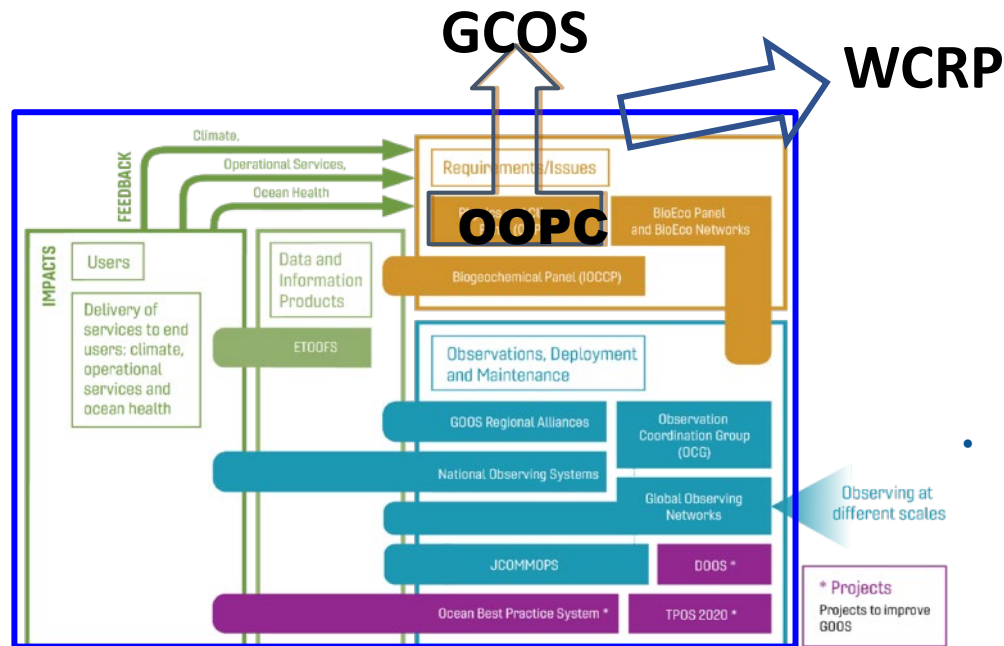 GCOS
WCRP
Climate,
Operational Services,
Ocean Health
FEEDBACK
Requirements/Issues
OOPC
BioEco Panel
and BioEco Networks
Biogeochemical Panel (IOCCP)
IMPACTS
Users
Delivery of
services to end
users: climate,
operational
services and
ocean health
Data and
Information
Products
ETOOFS
Observations, Deployment
and Maintenance
GOOS Regional Alliances
Observation
Coordination Group
(OCG)
National Observing Systems
Global Observing
Networks
Observing at
different scales
JCOMMOPS
DOOS *
Ocean Best Practice System *
TPOS 2020 *
* Projects
Projects to improve
GOOS